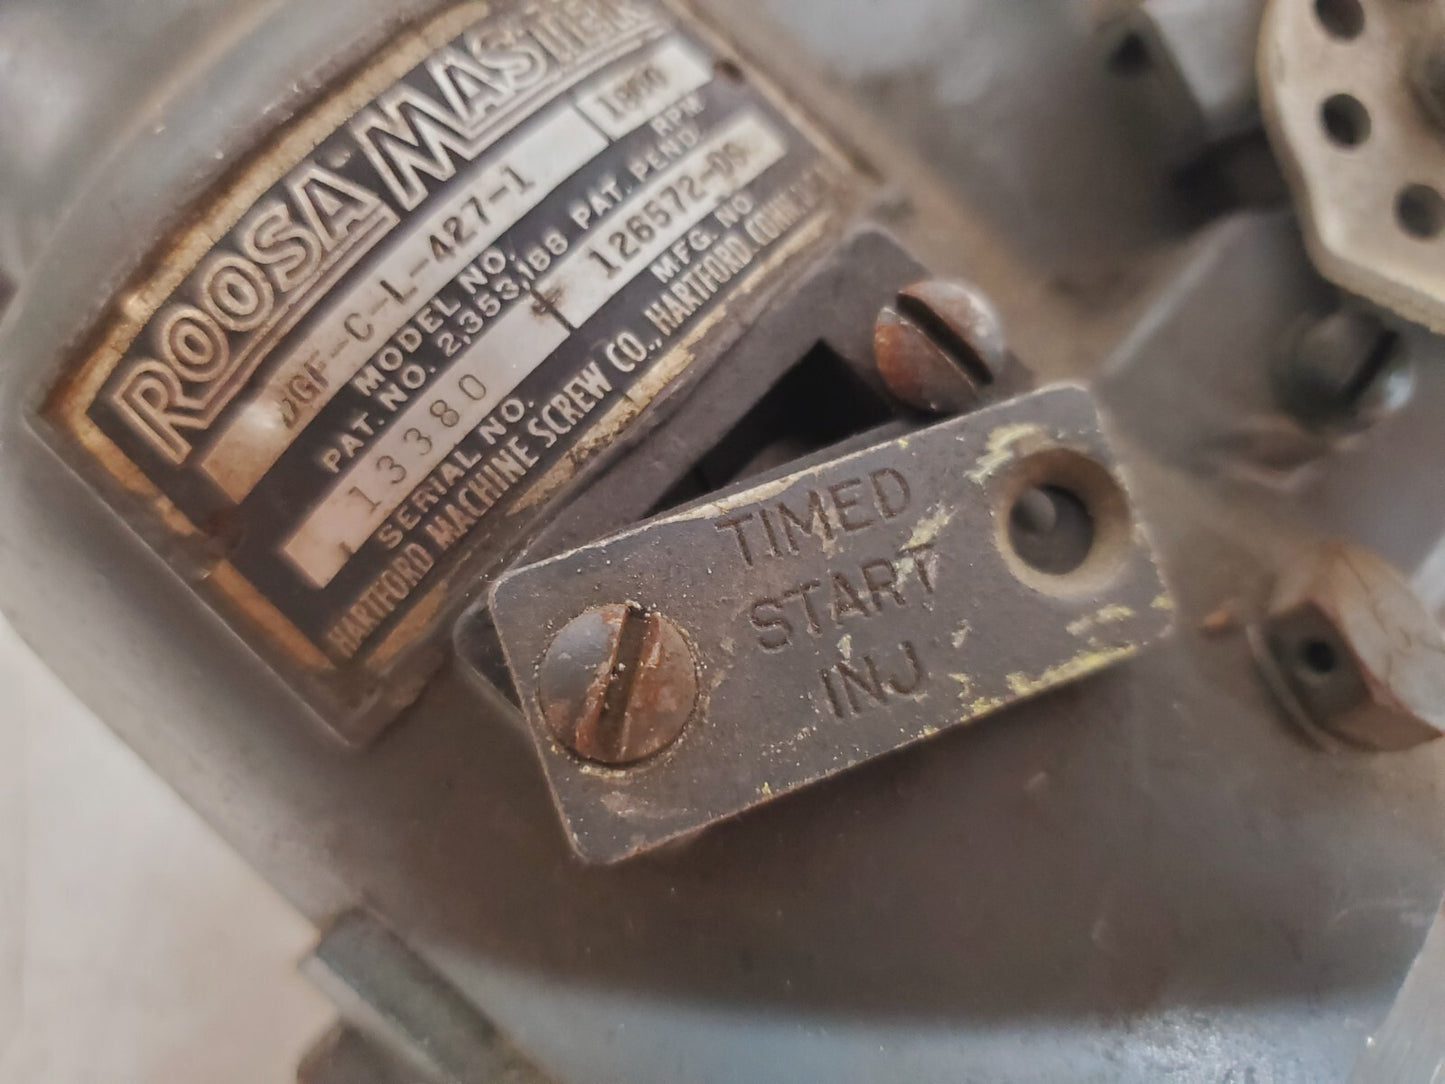 ROOSA MASTER
DGF-C-L-427-1 1800
MODEL NO. RPM
PAT. NO. 2,353,188 PAT. PEND.
13380 126572-DS
SERIAL NO. MFG. NO.
HARTFORD MACHINE SCREW CO., HARTFORD, CONN.
TIMED
START
INJ